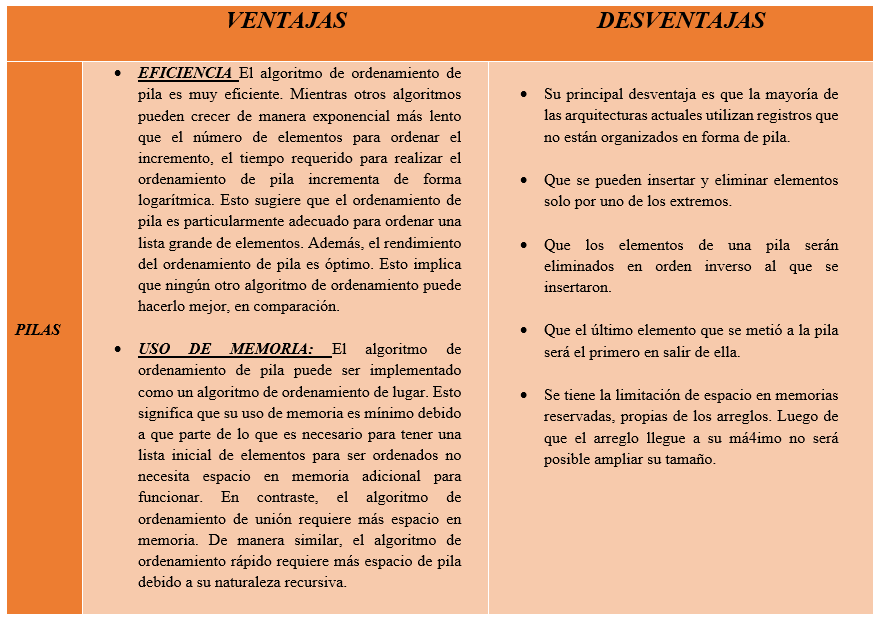 VENTAJAS
DESVENTAJAS
PILAS
• EFICIENCIA El algoritmo de ordenamiento de
pila es muy eficiente. Mientras otros algoritmos
pueden crecer de manera exponencial más lento
que el número de elementos para ordenar el
incremento, el tiempo requerido para realizar el
ordenamiento de pila incrementa de forma
logarítmica. Esto sugiere que el ordenamiento de
pila es particularmente adecuado para ordenar una
lista grande de elementos. Además, el rendimiento
del ordenamiento de pila es óptimo. Esto implica
que ningún otro algoritmo de ordenamiento puede
hacerlo mejor, en comparación.
• USO DE MEMORIA: El algoritmo de
ordenamiento de pila puede ser implementado
como un algoritmo de ordenamiento de lugar. Esto
significa que su uso de memoria es mínimo debido
a que parte de lo que es necesario para tener una
lista inicial de elementos para ser ordenados no
necesita espacio en memoria adicional para
funcionar. En contraste, el algoritmo de
ordenamiento de unión requiere más espacio en
memoria. De manera similar, el algoritmo de
ordenamiento rápido requiere más espacio de pila
debido a su naturaleza recursiva.
• Su principal desventaja es que la mayoría de
las arquitecturas actuales utilizan registros que
no están organizados en forma de pila.
• Que se pueden insertar y eliminar elementos
solo por uno de los extremos.
• Que los elementos de una pila serán
eliminados en orden inverso al que se
insertaron.
• Que el último elemento que se metió a la pila
será el primero en salir de ella.
• Se tiene la limitación de espacio en memorias
reservadas, propias de los arreglos. Luego de
que el arreglo llegue a su má4imo no será
posible ampliar su tamaño.